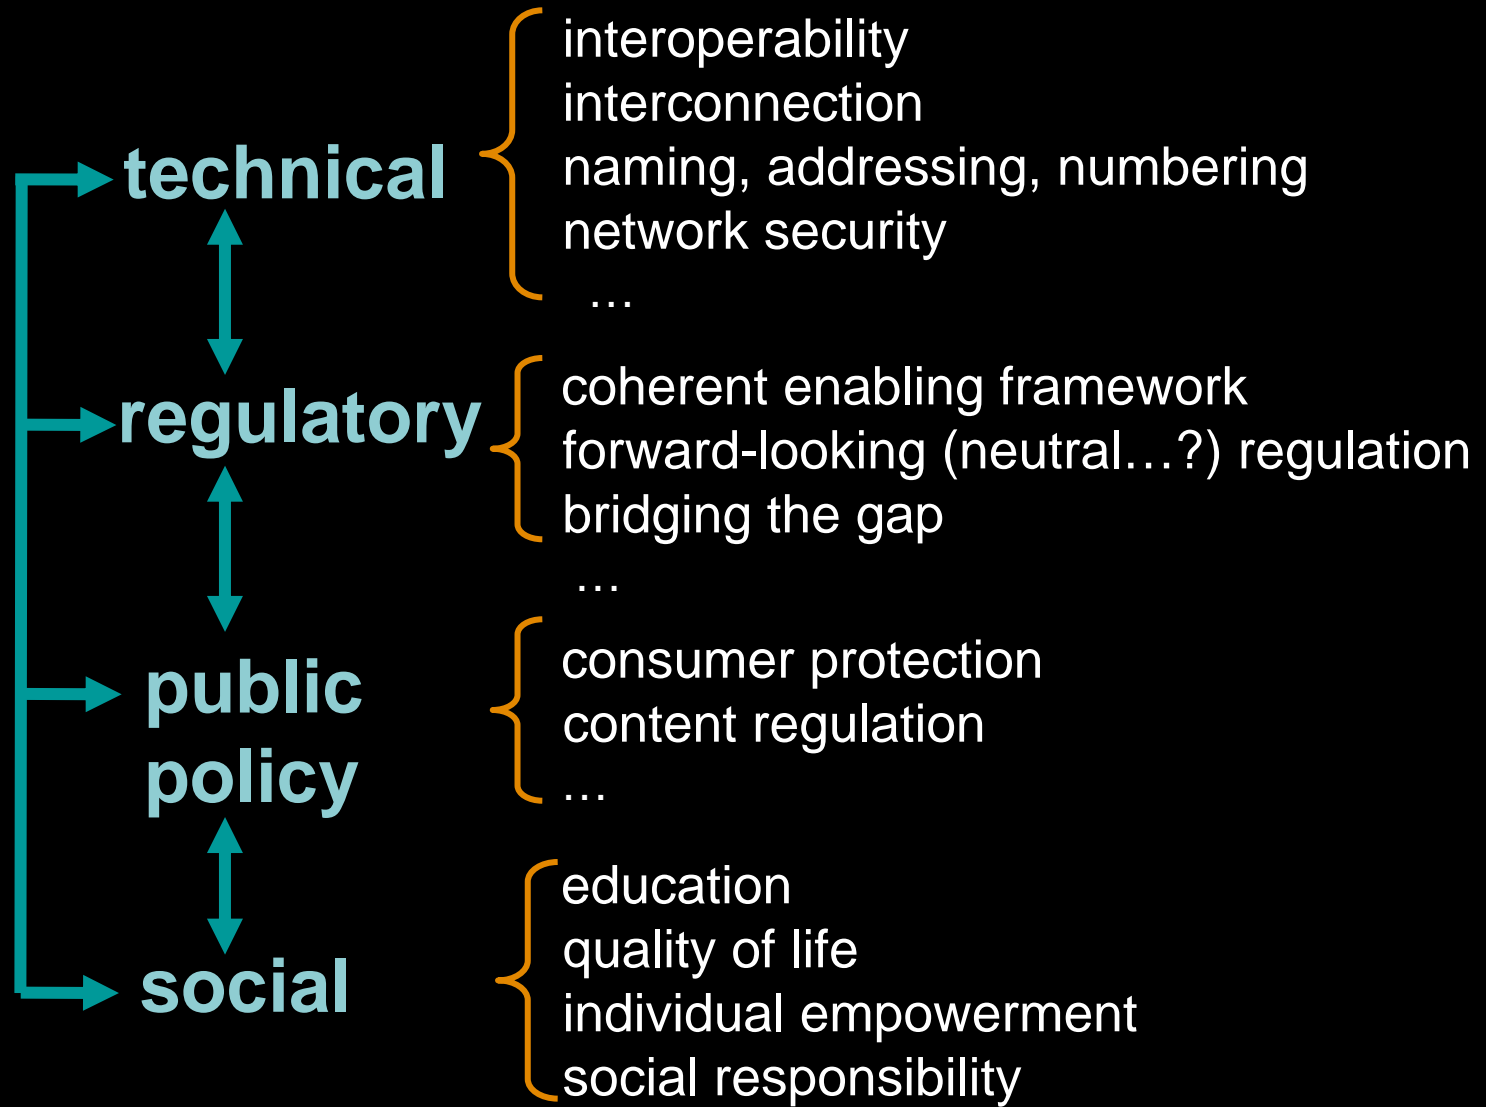 technical
interoperability
interconnection
naming, addressing, numbering
network security
…
regulatory
coherent enabling framework
forward-looking (neutral…?) regulation
bridging the gap
…
public
policy
consumer protection
content regulation
…
social
education
quality of life
individual empowerment
social responsibility